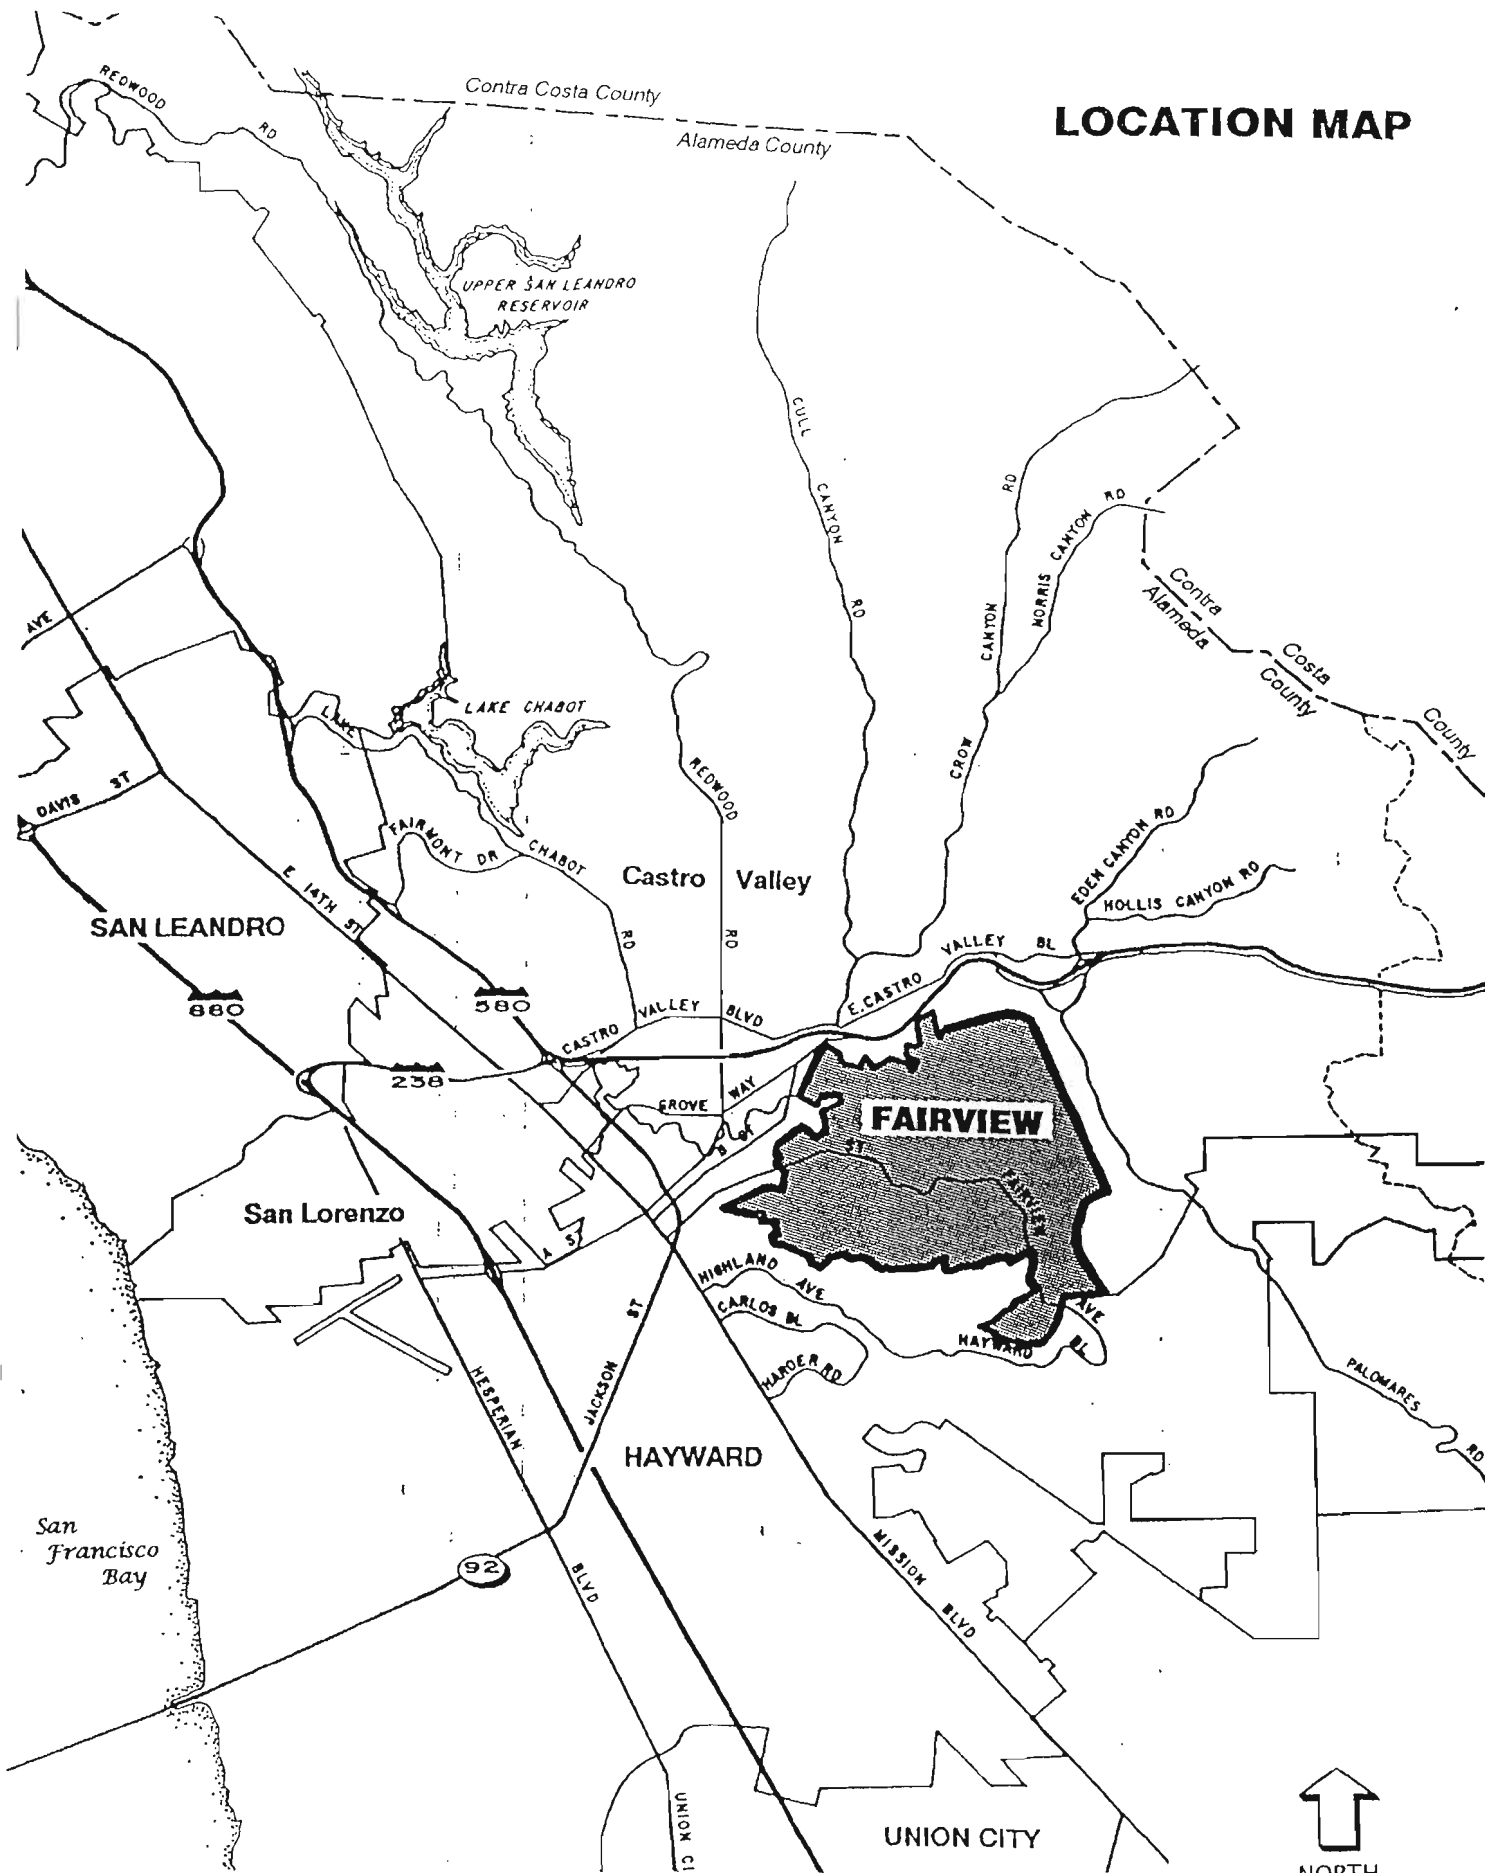 LOCATION MAP
Contra Costa County
Alameda County
REDWOOD
RD
UPPER SAN LEANDRO
RESERVOIR
CULL
CANYON
RD
CROW
CANYON
RD
NORRIS CANYON RD
Contra
Costa
County
Alameda
County
AVE
LAKE
CHABOT
RD
LAKE CHABOT
REDWOOD
RD
DAVIS ST
FAIRMONT DR
E 14TH ST
Castro Valley
EDEN CANYON RD
HOLLIS CANYON RD
SAN LEANDRO
880
580
238
CASTRO VALLEY BLVD
E. CASTRO VALLEY BL
GROVE WAY
B ST
ST
FAIRVIEW
FAIRVIEW
AVE
San Lorenzo
A S
HIGHLAND AVE
CARLOS BL
HARDER RD
HAYWARD BL
JACKSON ST
HESPERIAN
BLVD
PALOMARES
RD
HAYWARD
San
Francisco
Bay
92
MISSION
BLVD
UNION CI
UNION CITY
NORTH